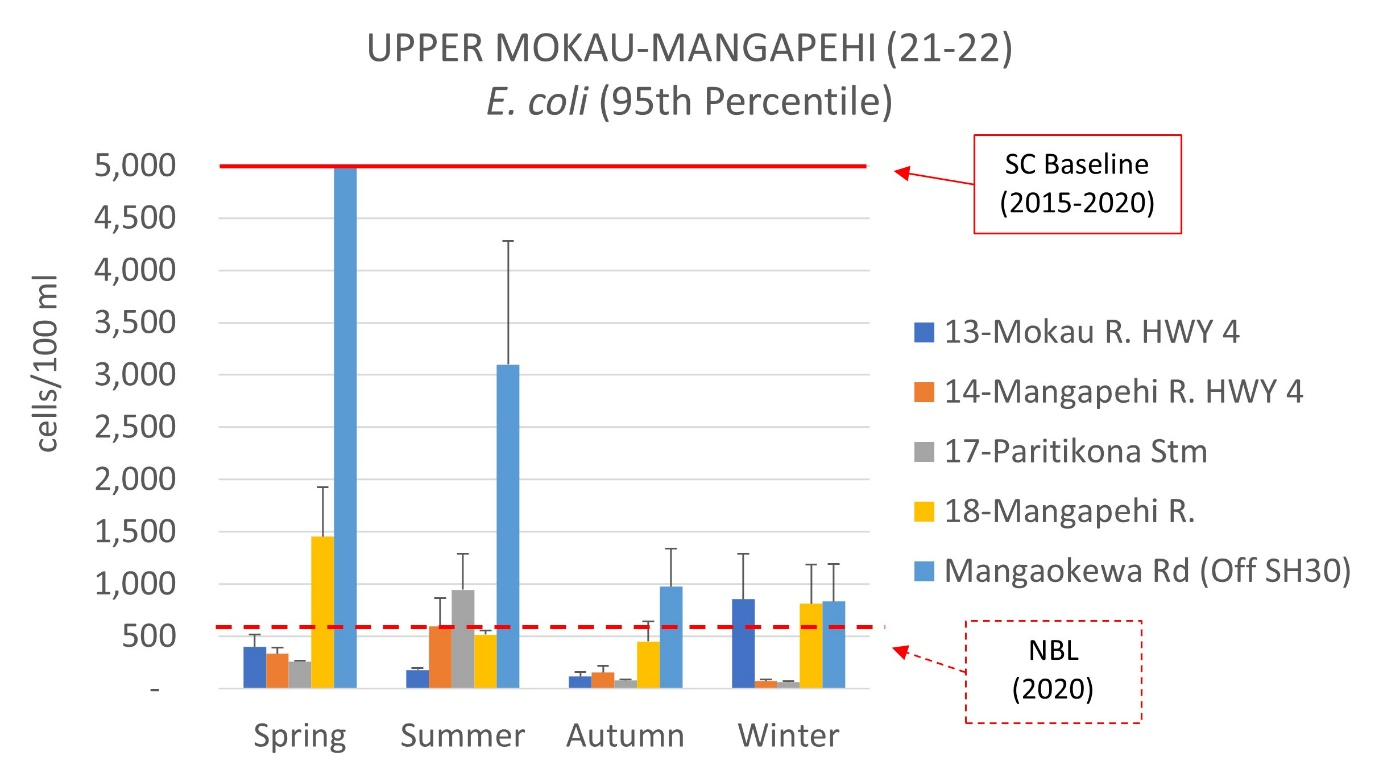 UPPER MOKAU-MANGAPEHI (21-22)
E. coli (95th Percentile)
cells/100 ml
5,000
4,500
4,000
3,500
3,000
2,500
2,000
1,500
1,000
500
-
Spring
Summer
Autumn
Winter
SC Baseline
(2015-2020)
13-Mokau R. HWY 4
14-Mangapehi R. HWY 4
17-Paritikona Stm
18-Mangapehi R.
Mangaokewa Rd (Off SH30)
NBL
(2020)